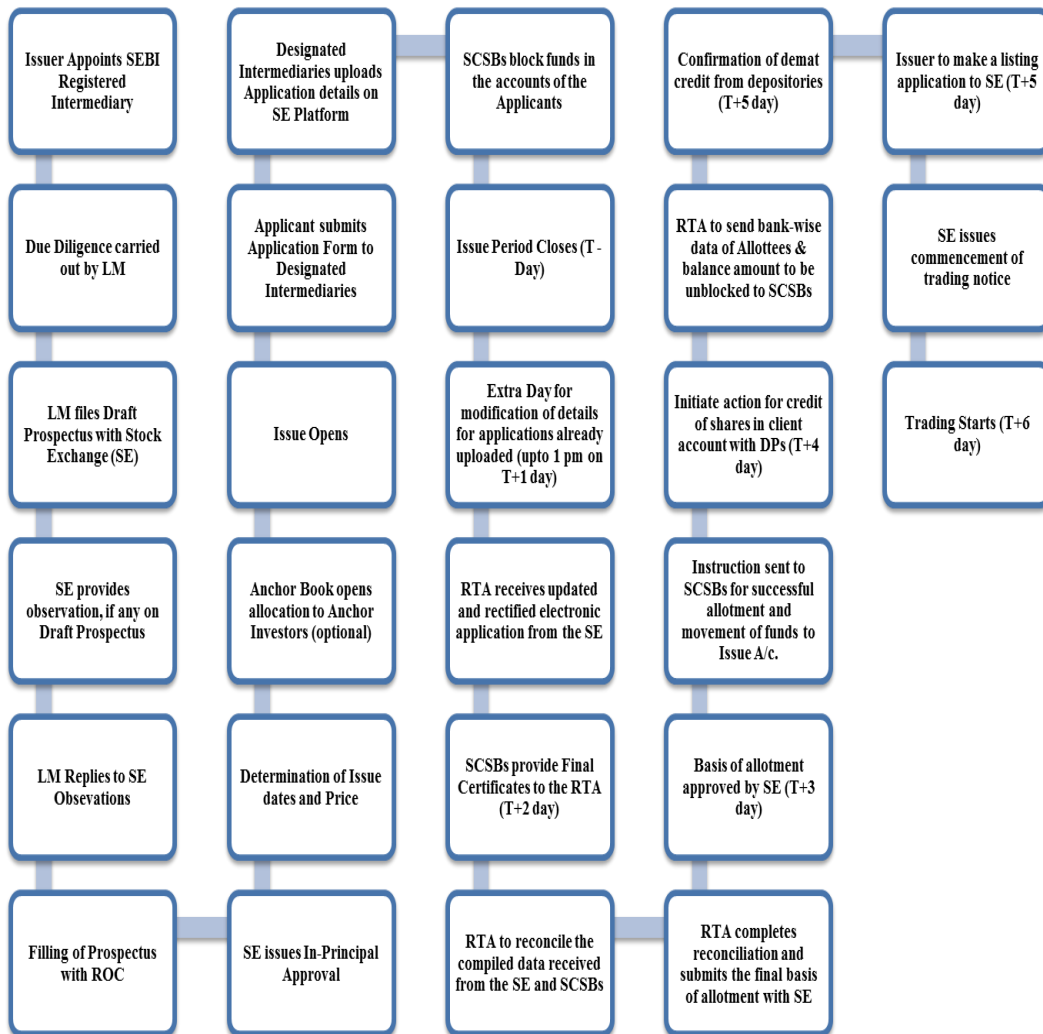 Issuer Appoints SEBI
Registered
Intermediary
Due Diligence carried
out by LM
LM files Draft
Prospectus with Stock
Exchange (SE)
SE provides
observation, if any on
Draft Prospectus
LM Replies to SE
Obsevations
Filling of Prospectus
with ROC
SE issues In-Principal
Approval
Determination of Issue
dates and Price
Anchor Book opens
allocation to Anchor
Investors (optional)
Issue Opens
Applicant submits
Application Form to
Designated
Intermediaries
Designated
Intermediaries uploads
Application details on
SE Platform
SCSBs block funds in
the accounts of the
Applicants
Issue Period Closes (T -
Day)
Extra Day for
modification of details
for applications already
uploaded (upto 1 pm on
T+1 day)
RTA receives updated
and rectified electronic
application from the SE
SCSBs provide Final
Certificates to the RTA
(T+2 day)
RTA to reconcile the
compiled data received
from the SE and SCSBs
RTA completes
reconciliation and
submits the final basis
of allotment with SE
Basis of allotment
approved by SE (T+3
day)
Instruction sent to
SCSBs for successful
allotment and
movement of funds to
Issue A/c.
Initiate action for credit
of shares in client
account with DPs (T+4
day)
RTA to send bank-wise
data of Allottees &
balance amount to be
unblocked to SCSBs
Confirmation of demat
credit from depositories
(T+5 day)
Issuer to make a listing
application to SE (T+5
day)
SE issues
commencement of
trading notice
Trading Starts (T+6
day)